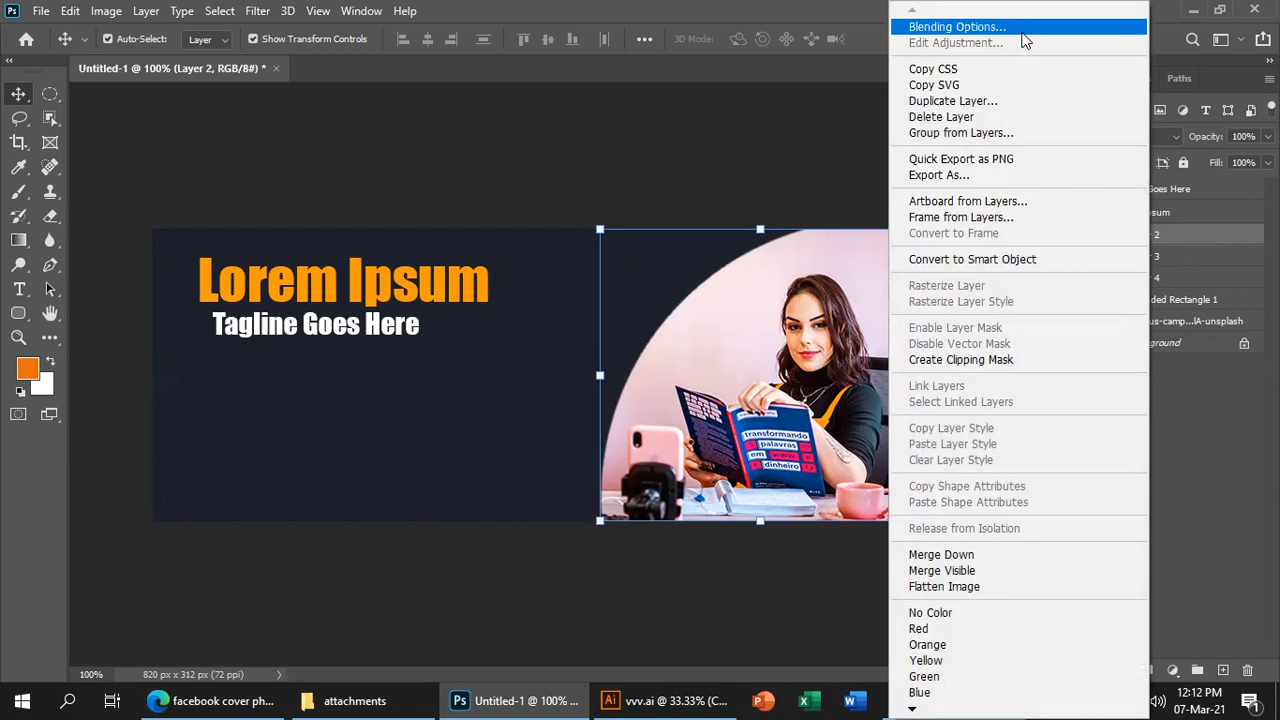 Ps
File Edit Image Layer Type Select Filter 3D View Window Help
Auto-Select: Layer Show Transform Controls 3D Mode:
Untitled-1 @ 100% (Layer 2, RGB/8#) *
Paths
Opacity: 100%
Fill: 100%
Goes Here
2
3
4
ded Rectangle 1
us-camp...lA-unsplash
Lorem Ipsum
Tagline Goes Here
transformando
palavras
em www
dinheiro
Blending Options...
Edit Adjustment...
Copy CSS
Copy SVG
Duplicate Layer...
Delete Layer
Group from Layers...
Quick Export as PNG
Export As...
Artboard from Layers...
Frame from Layers...
Convert to Frame
Convert to Smart Object
Rasterize Layer
Rasterize Layer Style
Enable Layer Mask
Disable Vector Mask
Create Clipping Mask
Link Layers
Select Linked Layers
Copy Layer Style
Paste Layer Style
Clear Layer Style
Copy Shape Attributes
Paste Shape Attributes
Release from Isolation
Merge Down
Merge Visible
Flatten Image
No Color
Red
Orange
Yellow
Green
Blue
100% 820 px x 312 px (72 ppi)
facebook cover ph... attachments Ps Untitled-1 @ 100% ... Ai vvv.ai @ 33.33% (C...
12:12 PM
07-Mar-21